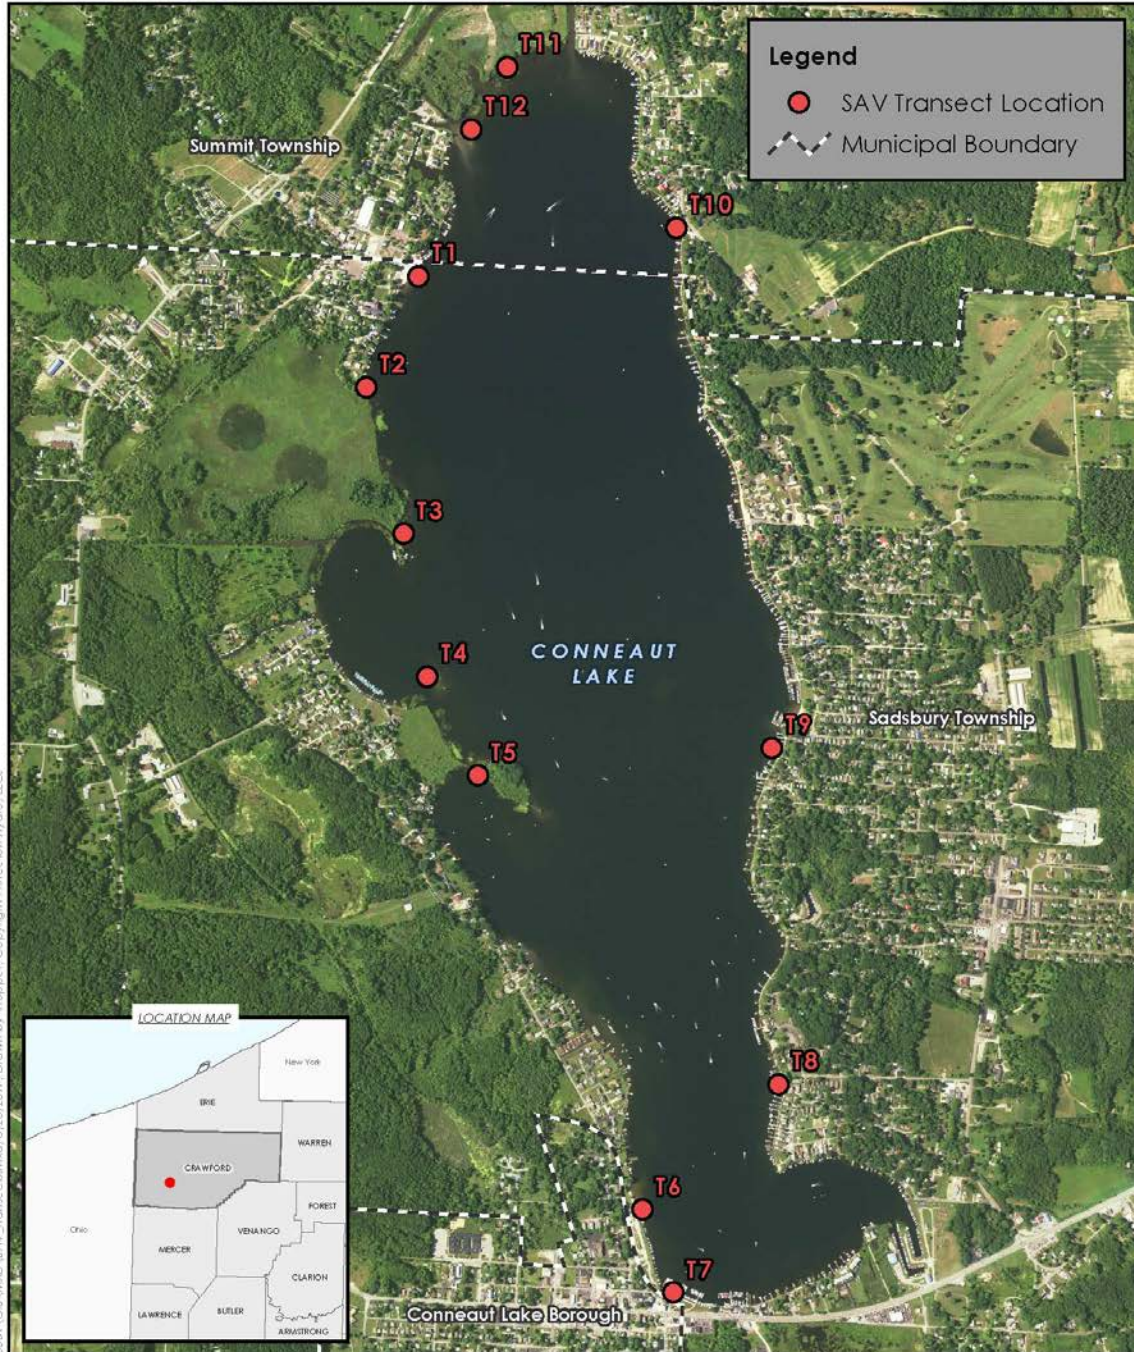 Legend
SAV Transect Location
Municipal Boundary
T11
T12
Summit Township
T10
T1
T2
T3
CONNEAUT
LAKE
T4
Sadsbury Township
T9
T5
T8
T6
T7
Conneaut Lake Borough
LOCATION MAP
New York
ERIE
WARREN
CRAWFORD
FOREST
Ohio
VENANGO
MERCER
CLARION
LAWRENCE
BUTLER
ARMSTRONG